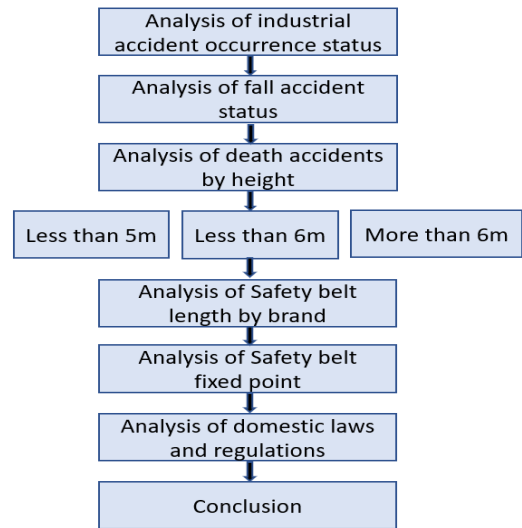 Analysis of industrial
accident occurrence status
Analysis of fall accident
status
Analysis of death accidents
by height
Less than 5m
Less than 6m
More than 6m
Analysis of Safety belt
length by brand
Analysis of Safety belt
fixed point
Analysis of domestic laws
and regulations
Conclusion